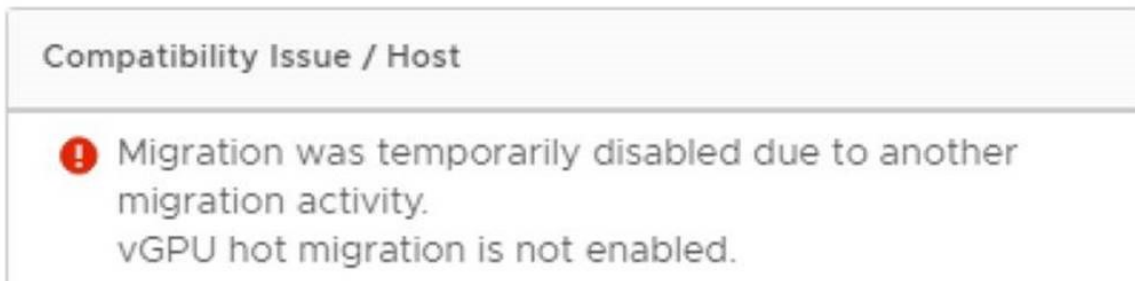 Compatibility Issue / Host
Migration was temporarily disabled due to another
migration activity.
vGPU hot migration is not enabled.